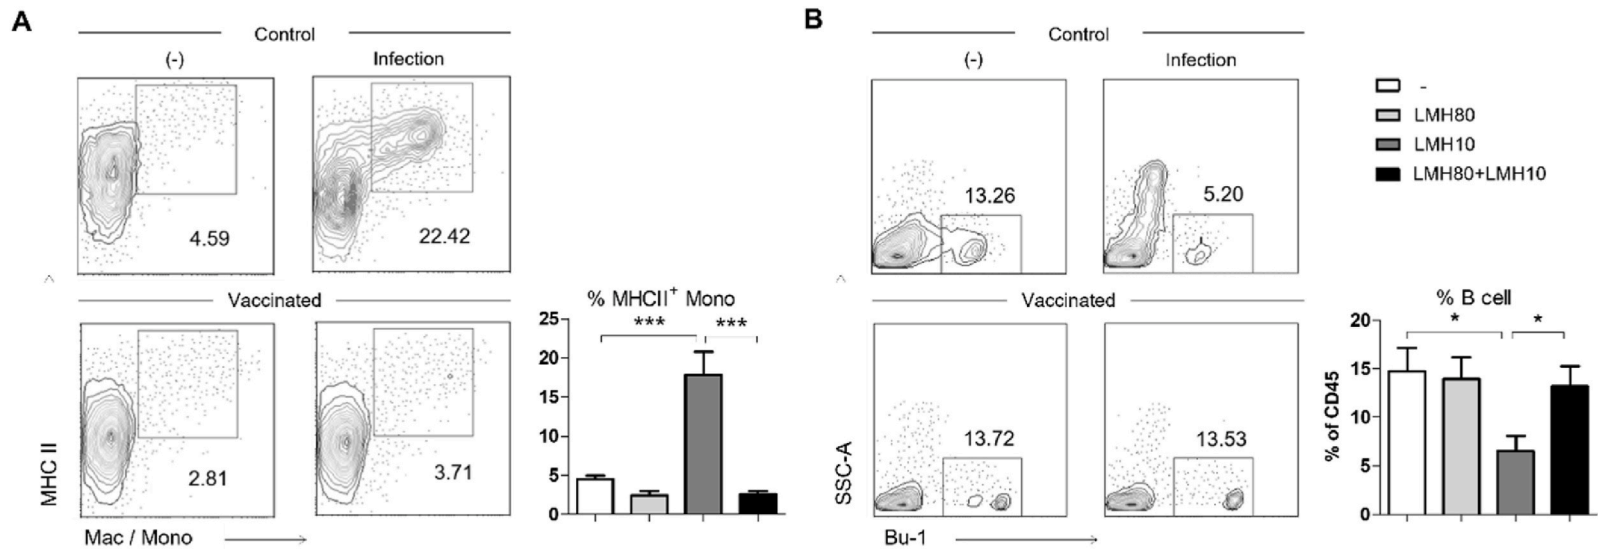 A
Control
(-)
Infection
4.59
22.42
Vaccinated
2.81
3.71
MHC II
Mac / Mono
% MHCII+ Mono
***
***
25
20
15
10
5
0
B
Control
(-)
Infection
13.26
5.20
Vaccinated
13.72
13.53
SSC-A
Bu-1
-
LMH80
LMH10
LMH80+LMH10
% B cell
*
*
% of CD45
20
15
10
5
0